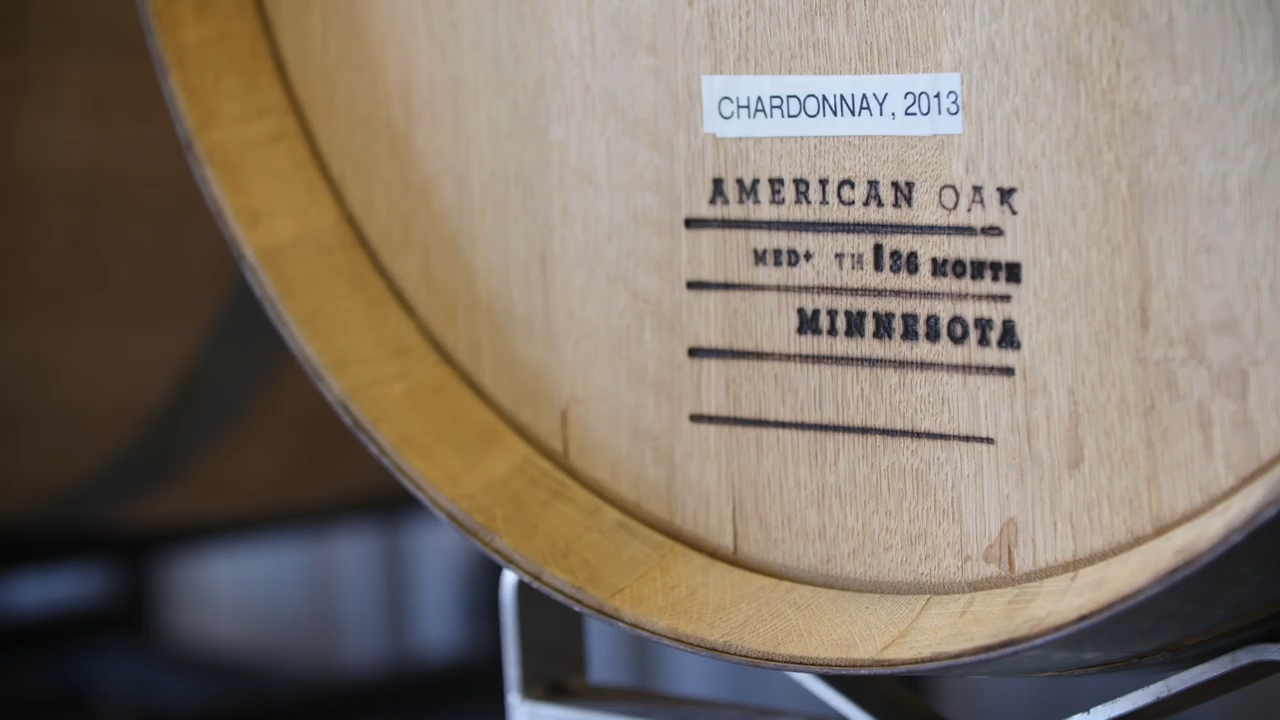 CHARDONNAY, 2013
AMERICAN OAK
MED+ TH 36 MONTH
MINNESOTA